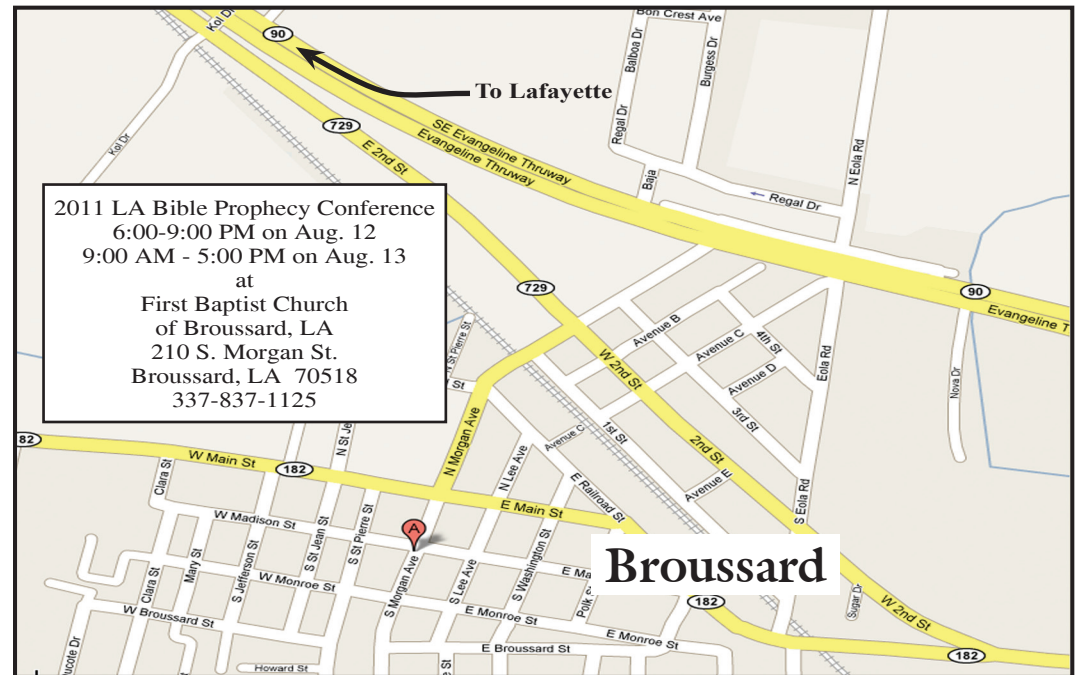 Bon Crest Ave
Kol Dr
90
Balboa Dr
Burgess Dr
To Lafayette
729
SE Evangeline Thruway
Evangeline Thruway
E 2nd St
Regal Dr
Kol Dr
N Eola Rd
Baja
Regal Dr
2011 LA Bible Prophecy Conference
6:00-9:00 PM on Aug. 12
9:00 AM - 5:00 PM on Aug. 13
at
First Baptist Church
of Broussard, LA
210 S. Morgan St.
Broussard, LA 70518
337-837-1125
729
90
Evangeline T
N St Pierre St
Avenue B
Avenue C
4th St
W 2nd St
Eola Rd
Avenue D
Nova Dr
St
3rd St
N Morgan Ave
Avenue C
1st St
N St Je
82
W Main St
182
N Lee Ave
2nd St
Clara St
E Railroad St
Avenue E
E Main St
S Eola Rd
W Madison St
S St Jean St
S St Pierre St
A
Broussard
Mary St
S Jefferson St
S Morgan Ave
S Lee Ave
S Washington St
E Ma
Clara St
W Monroe St
Polk
182
Sugar Dr
W 2nd St
W Broussard St
E Monroe St
E Monroe St
E Broussard St
182
ucote Dr
Howard St
e St